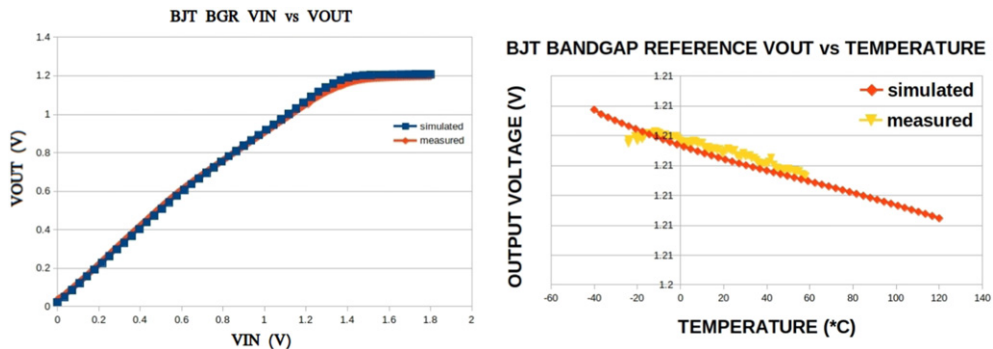 BJT BGR VIN vs VOUT
1.4
1.2
1
0.8
0.6
0.4
0.2
0
VOUT (V)
simulated
measured
0 0.2 0.4 0.6 0.8 1 1.2 1.4 1.6 1.8 2
VIN (V)
BJT BANDGAP REFERENCE VOUT vs TEMPERATURE
OUTPUT VOLTAGE (V)
1.21
1.21
1.21
1.21
1.21
1.21
1.21
1.2
simulated
measured
-60 -40 -20 0 20 40 60 80 100 120 140
TEMPERATURE (*C)